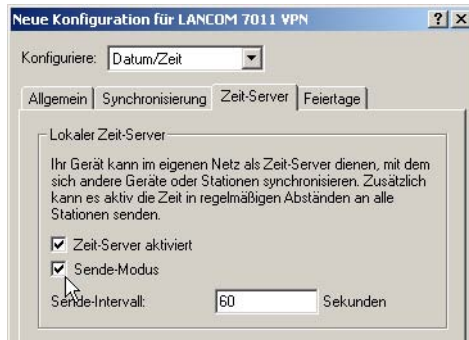 Neue Konfiguration für LANCOM 7011 VPN
Konfiguriere: Datum/Zeit
Allgemein Synchronisierung Zeit-Server Feiertage
Lokaler Zeit-Server
Ihr Gerät kann im eigenen Netz als Zeit-Server dienen, mit dem
sich andere Geräte oder Stationen synchronisieren. Zusätzlich
kann es aktiv die Zeit in regelmäßigen Abständen an alle
Stationen senden.
Zeit-Server aktiviert
Sende-Modus
Sende-Intervall: 60 Sekunden